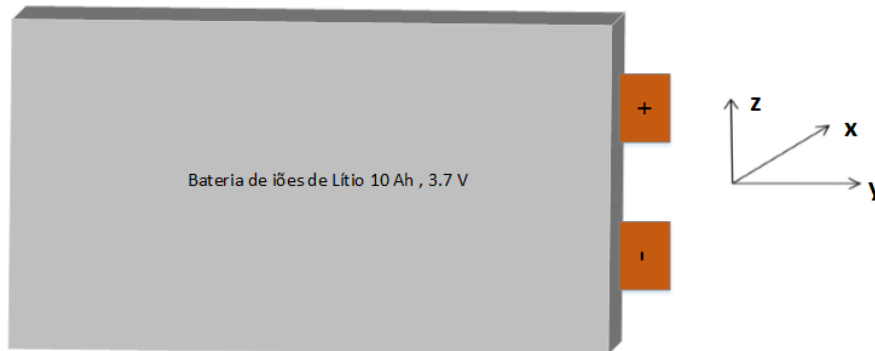 +
z
x
Bateria de iões de Lítio 10 Ah , 3.7 V
y
-